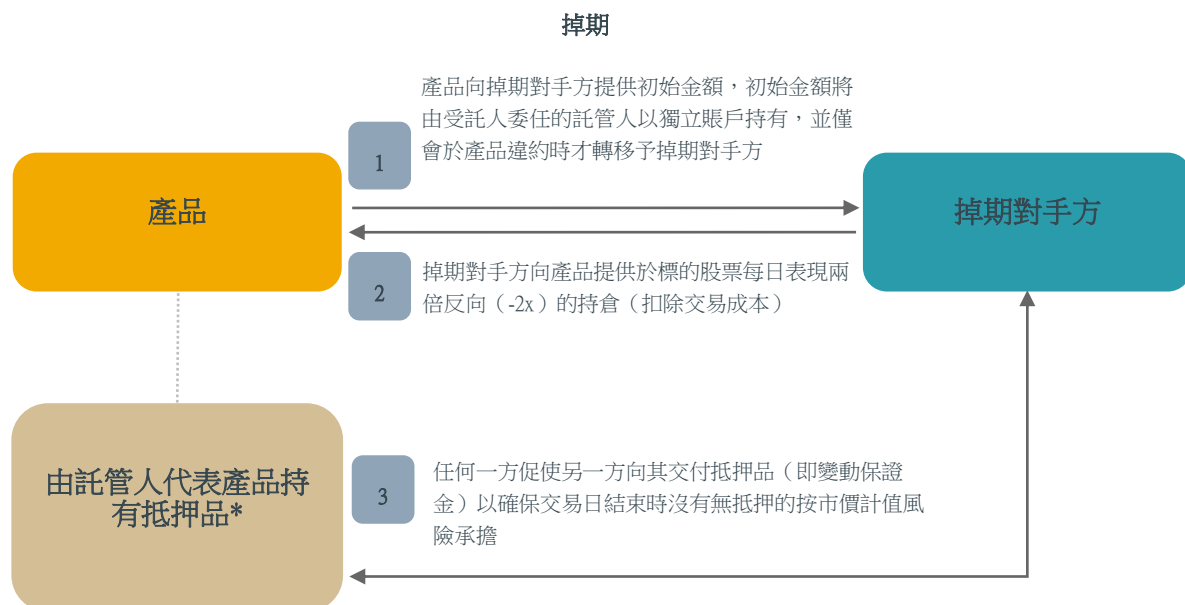 掉期
產品向掉期對手方提供初始金額，初始金額將
由受託人委任的託管人以獨立賬戶持有，並僅
會於產品違約時才轉移予掉期對手方
1
產品
掉期對手方
掉期對手方向產品提供於標的股票每日表現兩
倍反向（-2x）的持倉（扣除交易成本）
2
由託管人代表產品持
有抵押品*
3
任何一方促使另一方向其交付抵押品（即變動保證
金）以確保交易日結束時沒有無抵押的按市價計值風
險承擔